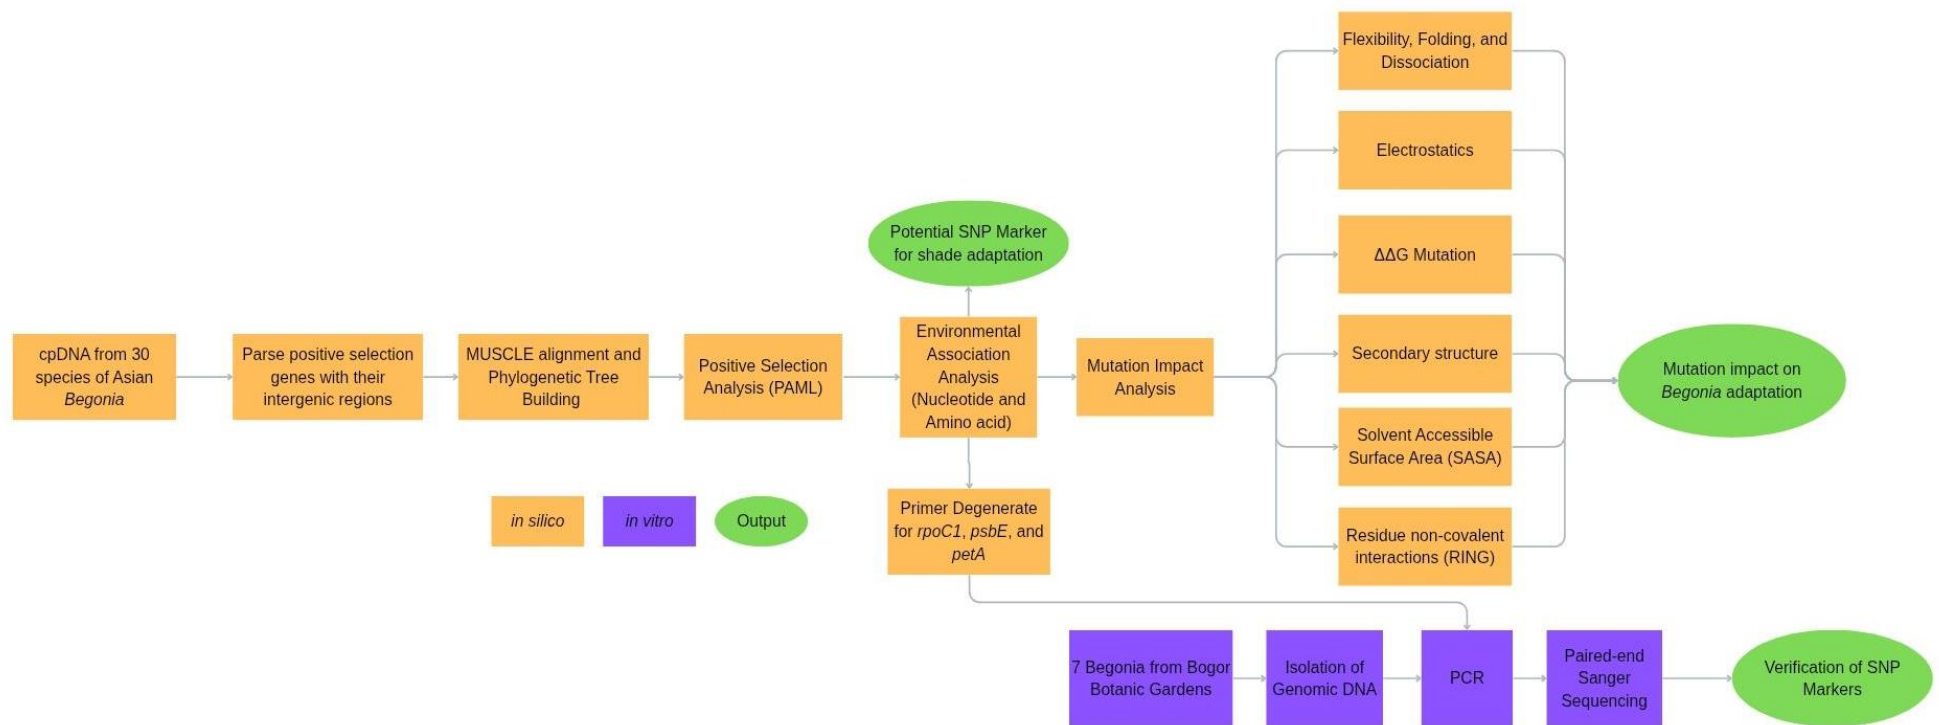 cpDNA from 30
species of Asian
Begonia
Parse positive selection
genes with their
intergenic regions
MUSCLE alignment and
Phylogenetic Tree
Building
Positive Selection
Analysis (PAML)
Potential SNP Marker
for shade adaptation
Environmental
Association
Analysis
(Nucleotide and
Amino acid)
Mutation Impact
Analysis
Flexibility, Folding, and
Dissociation
Electrostatics
ΔΔG Mutation
Secondary structure
Solvent Accessible
Surface Area (SASA)
Residue non-covalent
interactions (RING)
Mutation impact on
Begonia adaptation
in silico
in vitro
Output
Primer Degenerate
for rpoC1, psbE, and
petA
7 Begonia from Bogor
Botanic Gardens
Isolation of
Genomic DNA
PCR
Paired-end
Sanger
Sequencing
Verification of SNP
Markers